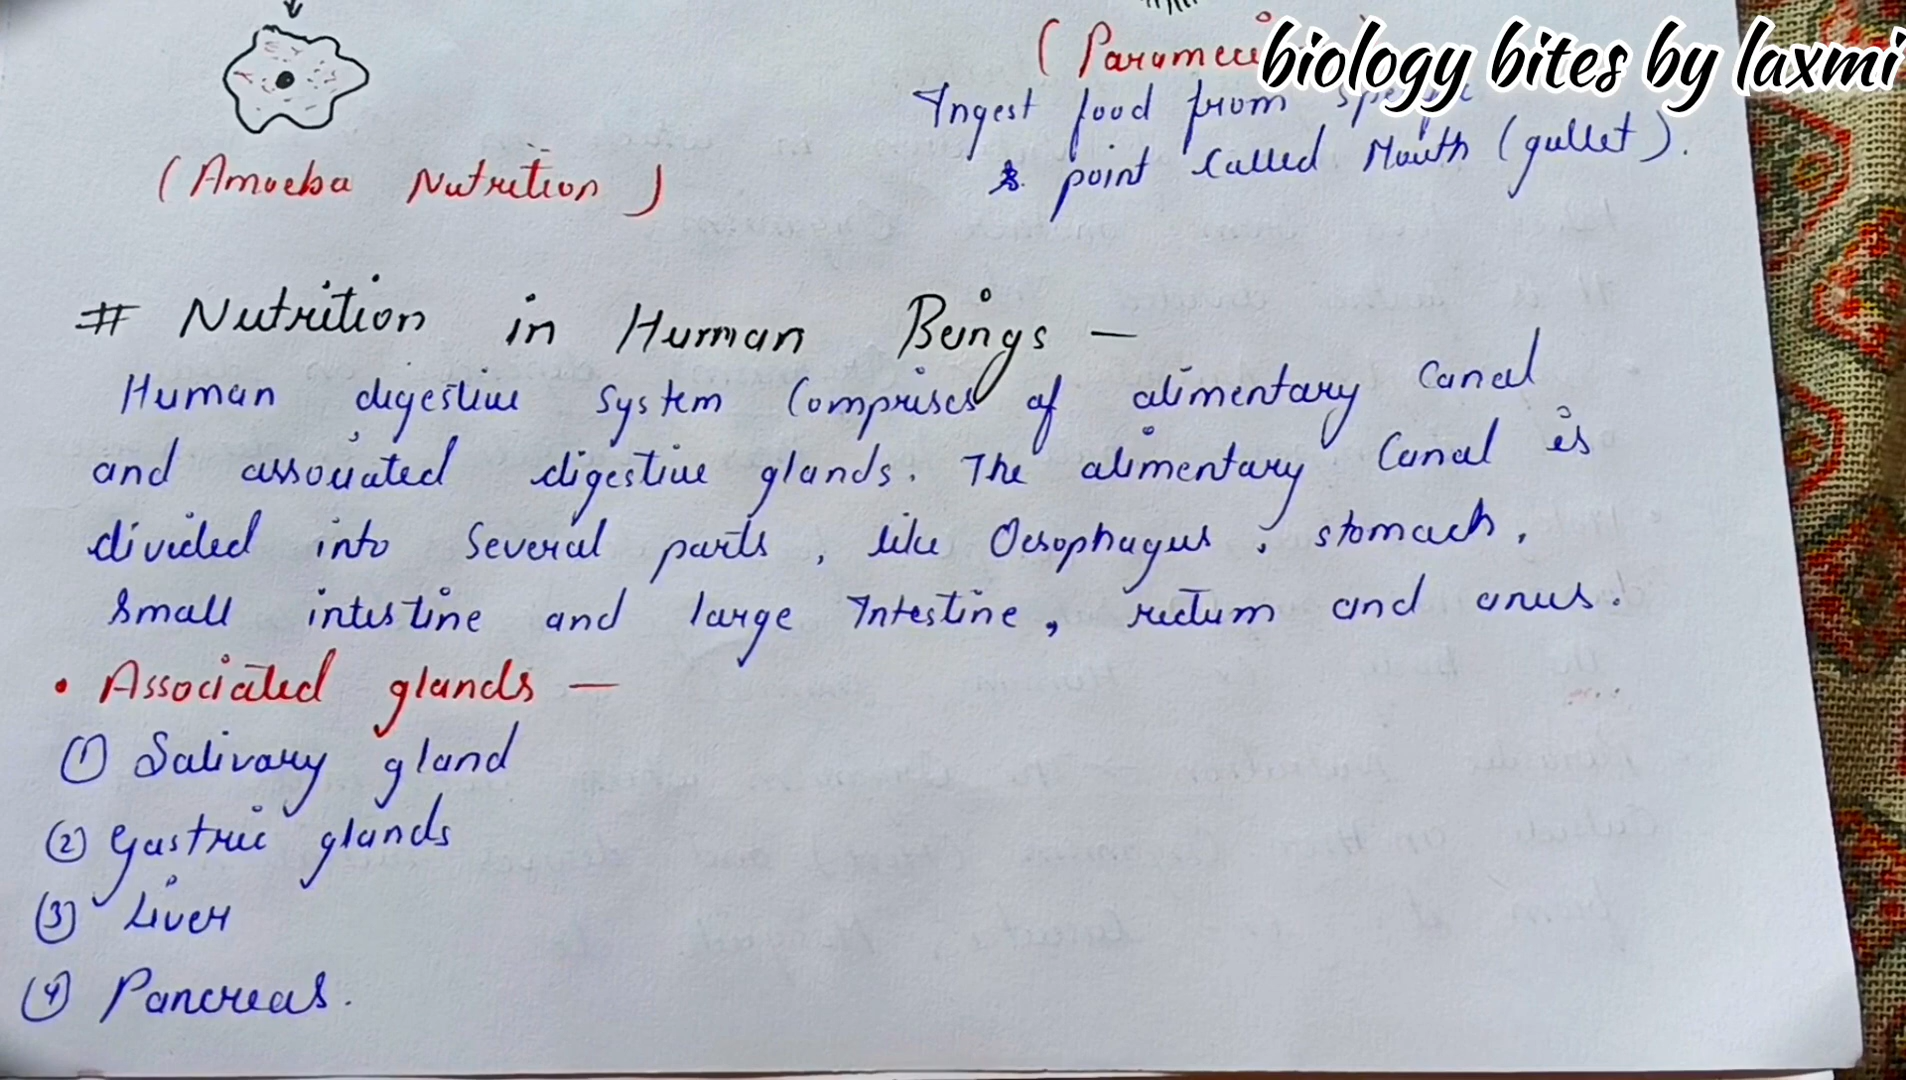 (Paramec
biology bites by laxmi
Ingest food from
point called Mouth (gullet).
(Amoeba Nutrition)
# Nutrition in Human Beings —
Human digestive system comprises of alimentary canal
and associated digestive glands. The alimentary canal is
divided into several parts, like Oesophagus, stomach,
small intestine and large Intestine, rectum and anus.
• Associated glands —
(1) Salivary gland
(2) Gastric glands
(3) Liver
(4) Pancreas.